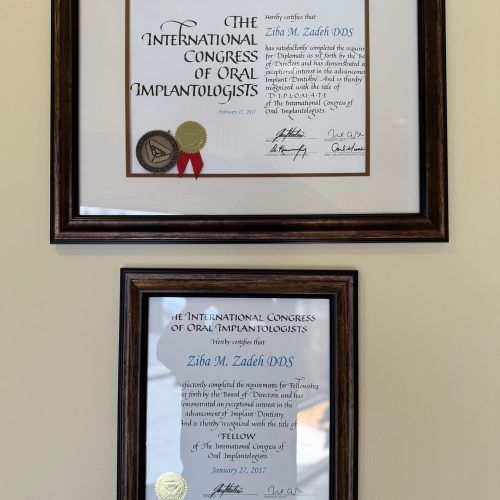 THE
INTERNATIONAL
CONGRESS
OF ORAL
IMPLANTOLOGISTS
February 17, 2017
Hereby certifies that
Ziba M. Zadeh DDS
has satisfactorily completed the require
for Diplomate as set forth by the Bo
of Directors and has demonstrated a
exceptional interest in the advancem
Implant Dentistry. And is thereby
recognized with the title of
D·I·P·L·O·M·A·T·E
of The International Congress of
Oral Implantologists.
HE INTERNATIONAL CONGRESS
OF ORAL IMPLANTOLOGISTS
Hereby certifies that
Ziba M. Zadeh DDS
sfactorily completed the requirements for Fellowship
et forth by the Board of Directors and has
emonstrated an exceptional interest in the
advancement of Implant Dentistry.
And is thereby recognized with the title of
FELLOW
of The International Congress of
Oral Implantologists.
January 27, 2017